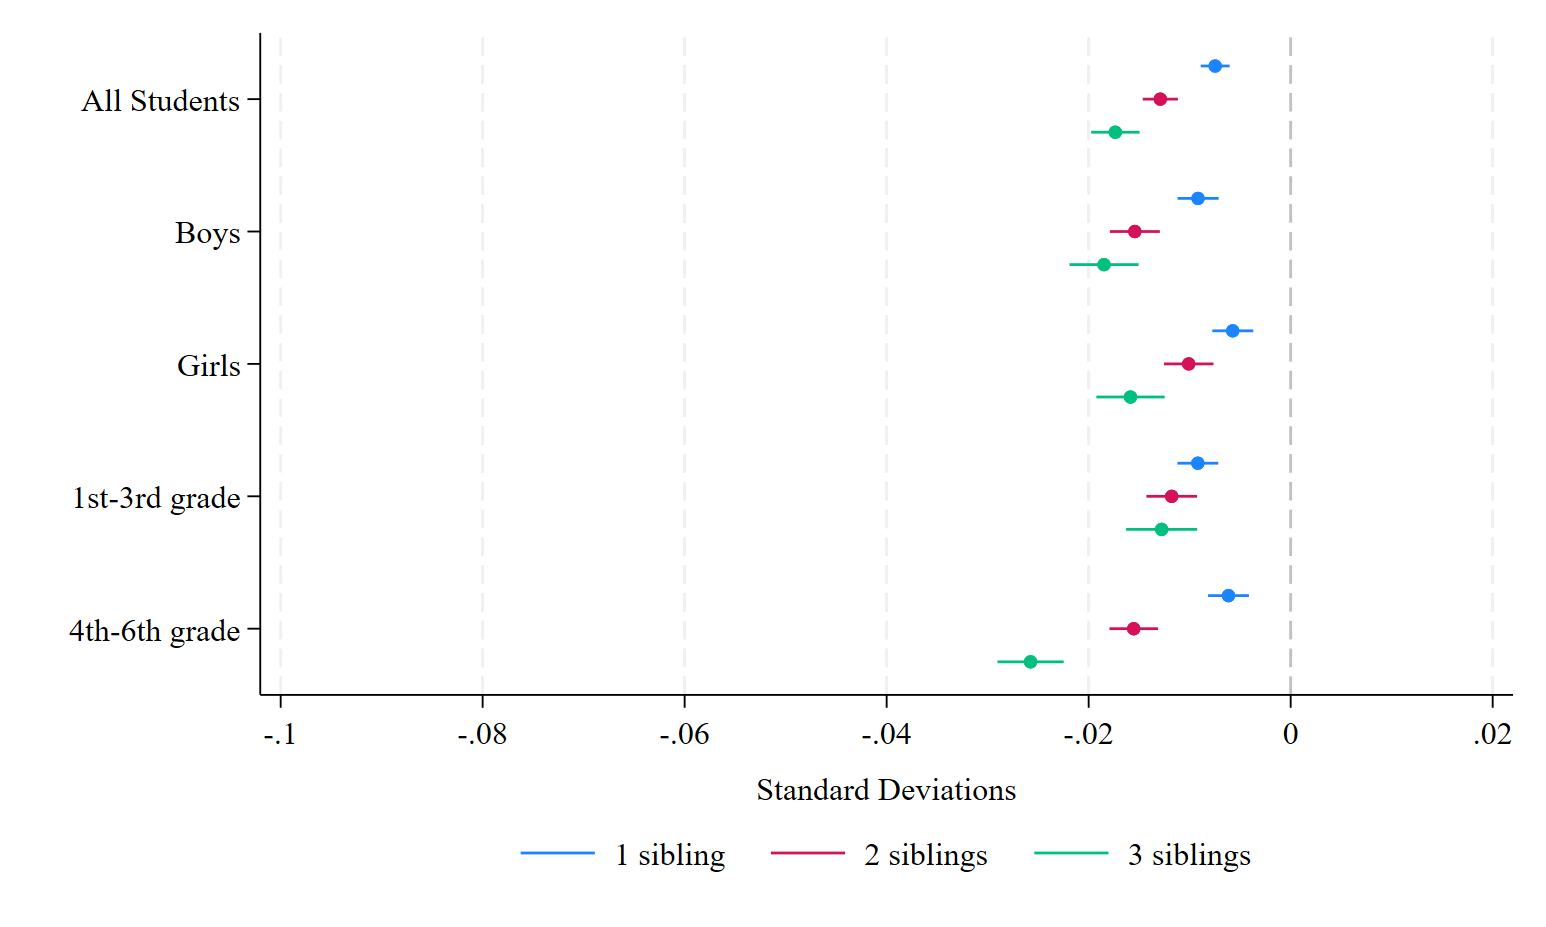 All Students
Boys
Girls
1st-3rd grade
4th-6th grade
-.1 -.08 -.06 -.04 -.02 0 .02
Standard Deviations
1 sibling 2 siblings 3 siblings